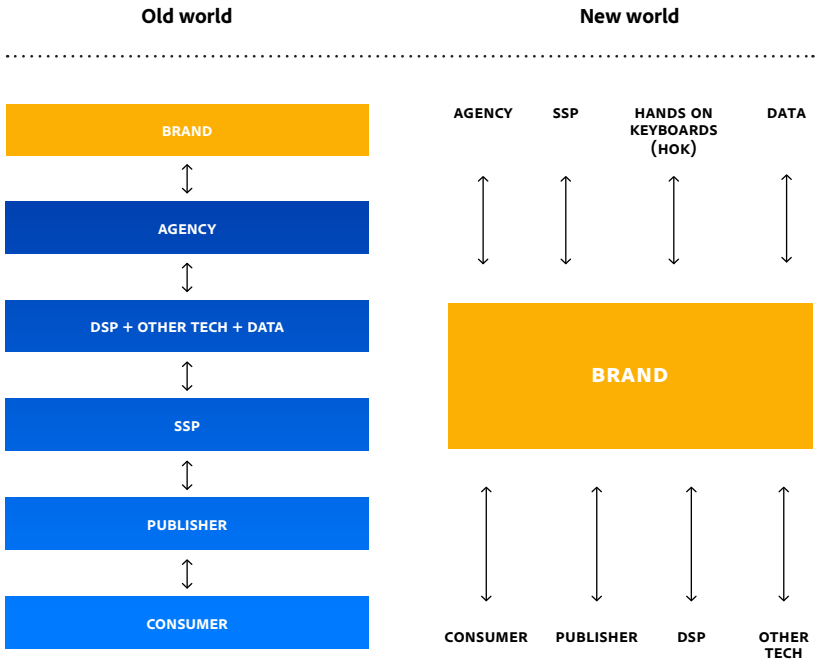 Old world
BRAND
AGENCY
DSP + OTHER TECH + DATA
SSP
PUBLISHER
CONSUMER
New world
AGENCY
SSP
HANDS ON
KEYBOARDS
(HOK)
DATA
BRAND
CONSUMER
PUBLISHER
DSP
OTHER
TECH